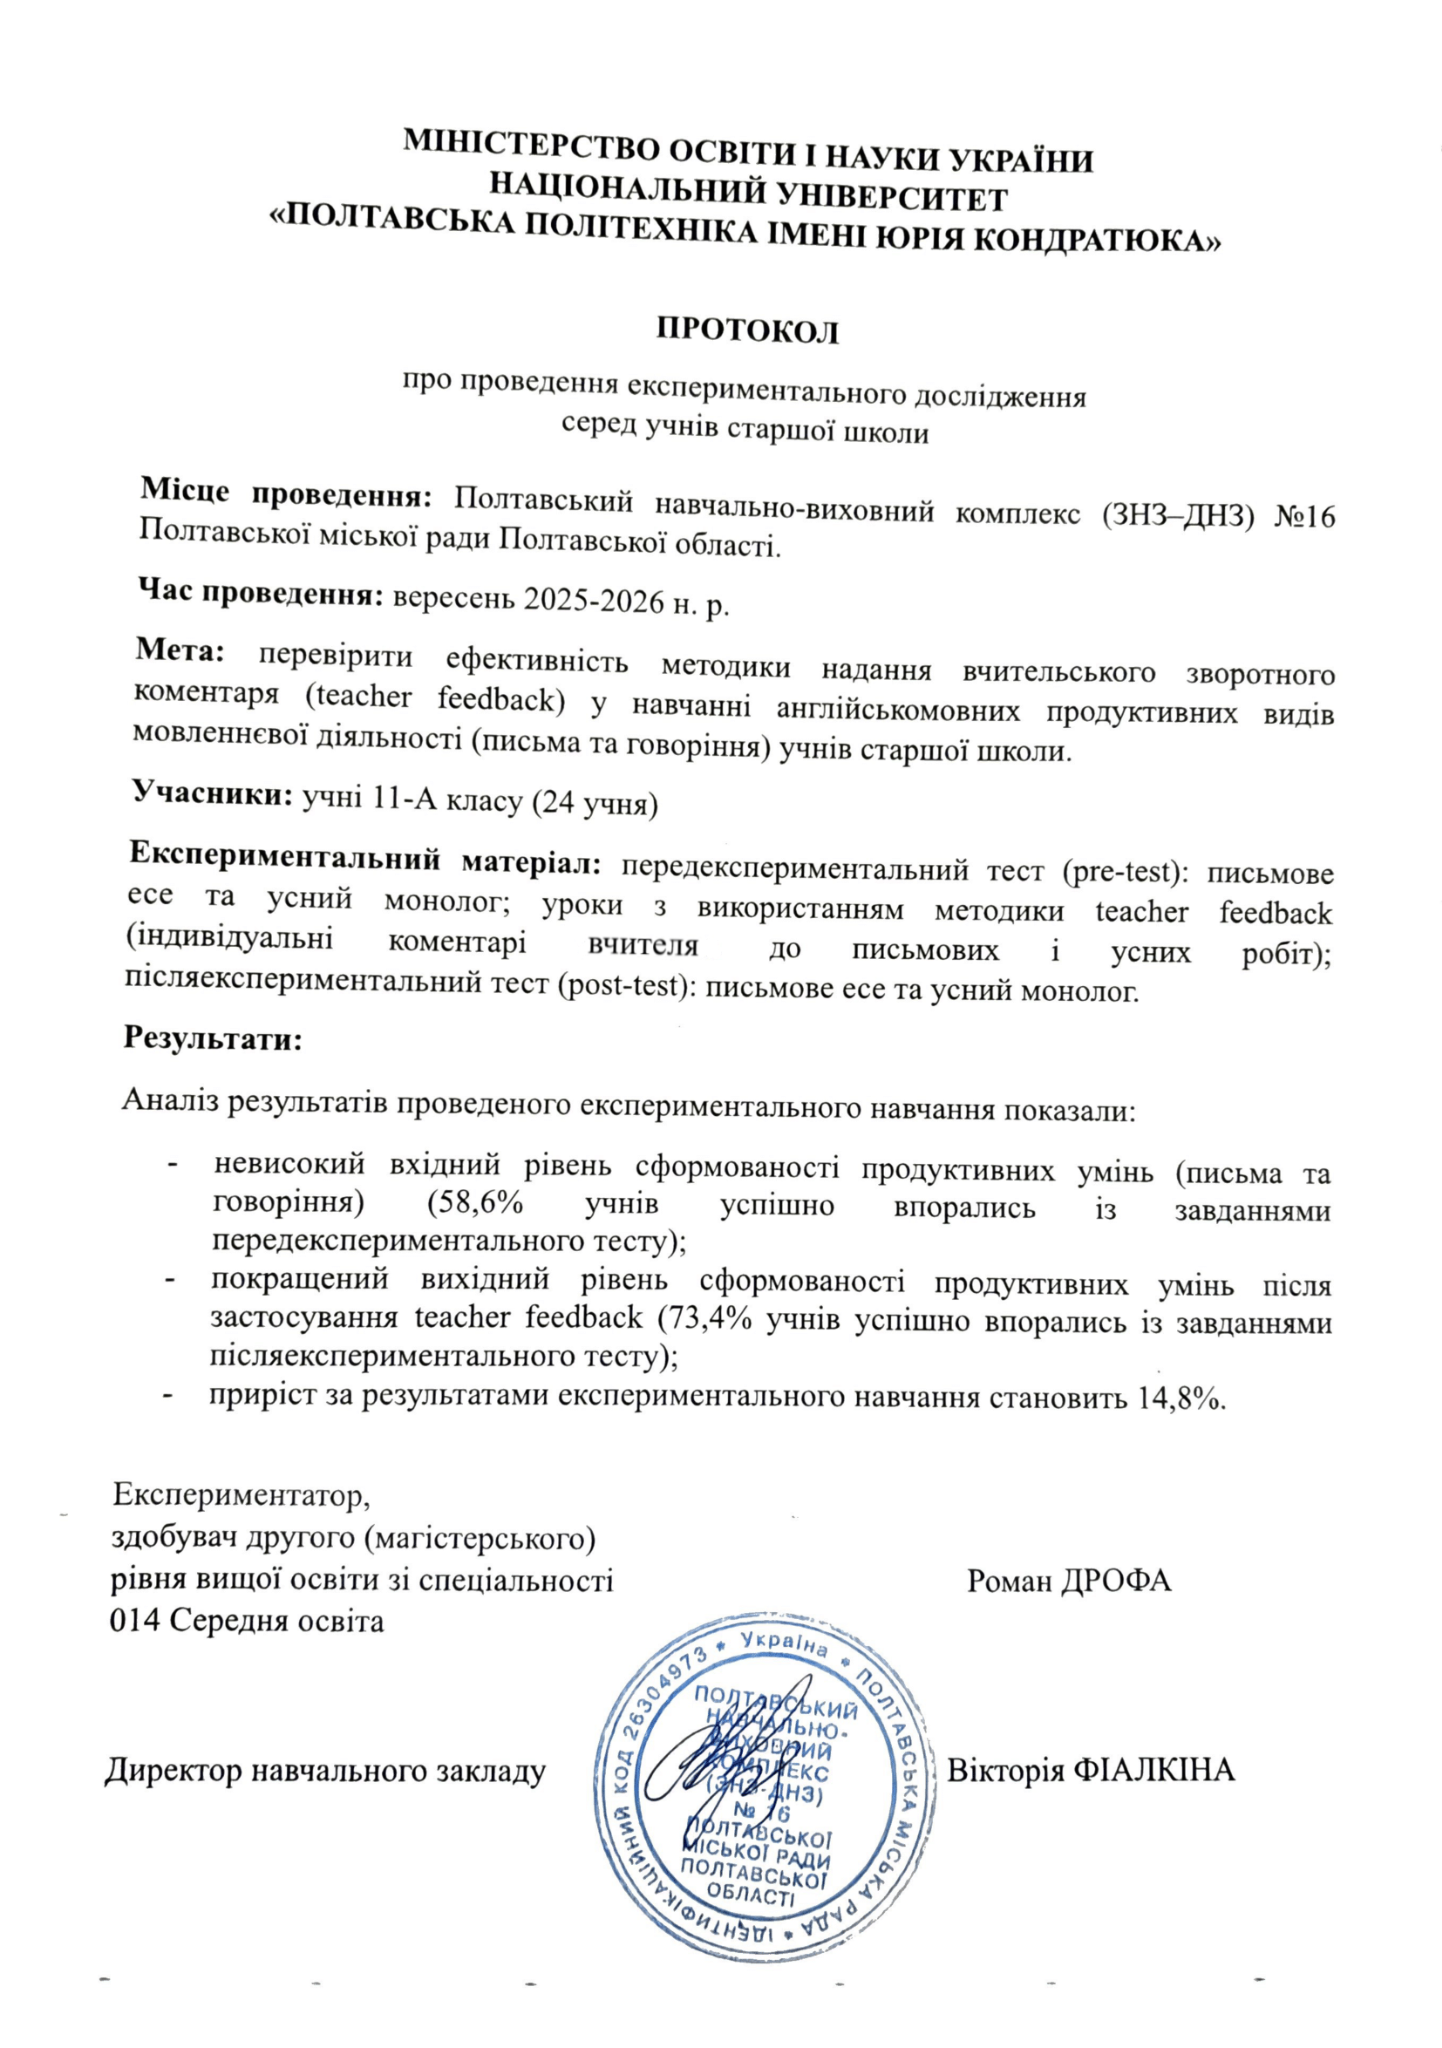 МІНІСТЕРСТВО ОСВІТИ І НАУКИ УКРАЇНИ
НАЦІОНАЛЬНИЙ УНІВЕРСИТЕТ
«ПОЛТАВСЬКА ПОЛІТЕХНІКА ІМЕНІ ЮРІЯ КОНДРАТЮКА»
ПРОТОКОЛ
про проведення експериментального дослідження
серед учнів старшої школи
Місце проведення: Полтавський навчально-виховний комплекс (ЗНЗ–ДНЗ) №16
Полтавської міської ради Полтавської області.
Час проведення: вересень 2025-2026 н. р.
Мета: перевірити ефективність методики надання вчительського зворотного
коментаря (teacher feedback) у навчанні англійськомовних продуктивних видів
мовленнєвої діяльності (письма та говоріння) учнів старшої школи.
Учасники: учні 11-А класу (24 учня)
Експериментальний матеріал: передекспериментальний тест (pre-test): письмове
есе та усний монолог; уроки з використанням методики teacher feedback
(індивідуальні коментарі вчителя до письмових і усних робіт);
післяекспериментальний тест (post-test): письмове есе та усний монолог.
Результати:
Аналіз результатів проведеного експериментального навчання показали:
- невисокий вхідний рівень сформованості продуктивних умінь (письма та
говоріння) (58,6% учнів успішно впорались із завданнями
передекспериментального тесту);
- покращений вихідний рівень сформованості продуктивних умінь після
застосування teacher feedback (73,4% учнів успішно впорались із завданнями
післяекспериментального тесту);
- приріст за результатами експериментального навчання становить 14,8%.
Експериментатор,
здобувач другого (магістерського)
рівня вищої освіти зі спеціальності
014 Середня освіта
Роман ДРОФА
Директор навчального закладу
Вікторія ФІАЛКІНА
Україна * ПОЛТАВСЬКА МІСЬКА РАДА * ІДЕНТИФІКАЦІЙНИЙ КОД 26304973 *
ПОЛТАВСЬКИЙ
НАВЧАЛЬНО-
ВИХОВНИЙ
КОМПЛЕКС
(ЗНЗ-ДНЗ)
№ 16
ПОЛТАВСЬКОЇ
МІСЬКОЇ РАДИ
ПОЛТАВСЬКОЇ
ОБЛАСТІ